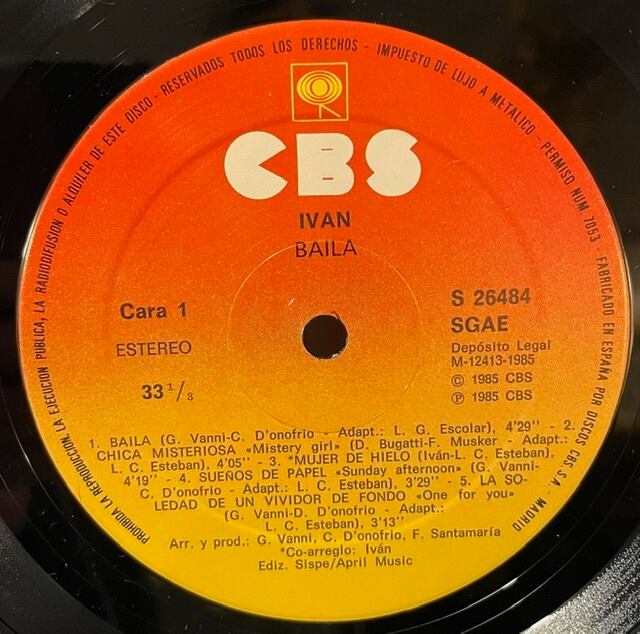 PROHIBIDA LA REPRODUCCION, LA EJECUCION PUBLICA, LA RADIODIFUSION O ALQUILER DE ESTE DISCO - RESERVADOS TODOS LOS DERECHOS - IMPUESTO DE LUJO A METALICO - PERMISO NUM. 7053 - FABRICADO EN ESPAÑA POR DISCOS CBS S.A. - MADRID
CBS
IVAN
BAILA
Cara 1
ESTEREO
33 1/3
S 26484
SGAE
Depósito Legal
M-12413-1985
© 1985 CBS
℗ 1985 CBS
1. BAILA (G. Vanni-C. D'onofrio - Adapt.: L. G. Escolar), 4'29'' - 2.
CHICA MISTERIOSA «Mistery girl» (D. Bugatti-F. Musker - Adapt.:
L. C. Esteban), 4'05'' - 3. *MUJER DE HIELO (Iván-L. C. Esteban),
4'19'' - 4. SUEÑOS DE PAPEL «Sunday afternoon» (G. Vanni-
C. D'onofrio - Adapt.: L. C. Esteban), 3'29'' - 5. LA SO-
LEDAD DE UN VIVIDOR DE FONDO «One for you»
(G. Vanni-D. D'onofrio - Adapt.:
L. C. Esteban), 3'13''
Arr. y prod.: G. Vanni, C. D'onofrio, F. Santamaría
*Co-arreglo: Iván
Ediz. Sispe/April Music